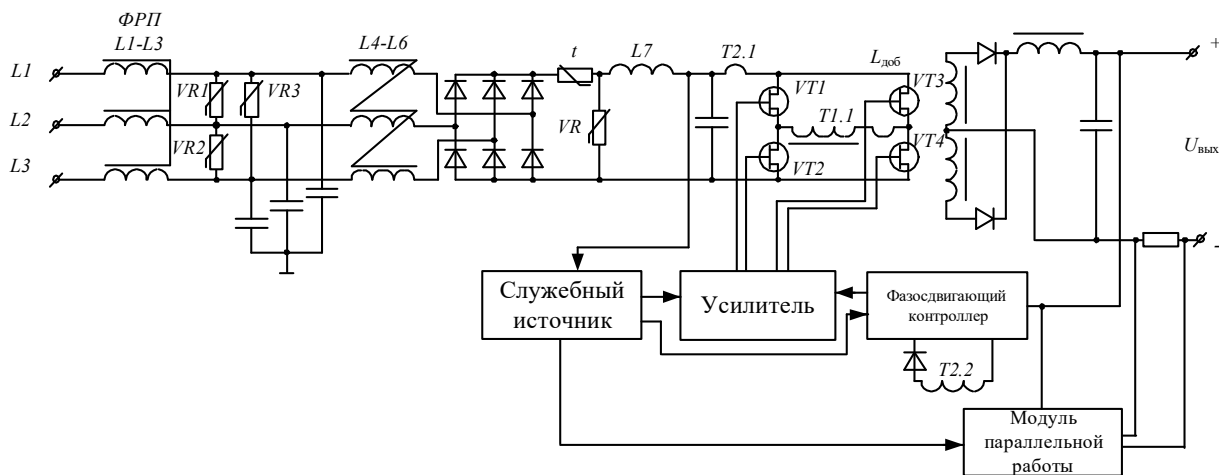 ФРП
L1-L3
L4-L6
t
L7
T2.1
Lдоб
+
L1
VR1
VR3
VT1
VT3
L2
VR
T1.1
VR2
VT4
Uвых
L3
VT2
-
Служебный
источник
Усилитель
Фазосдвигающий
контроллер
T2.2
Модуль
параллельной
работы